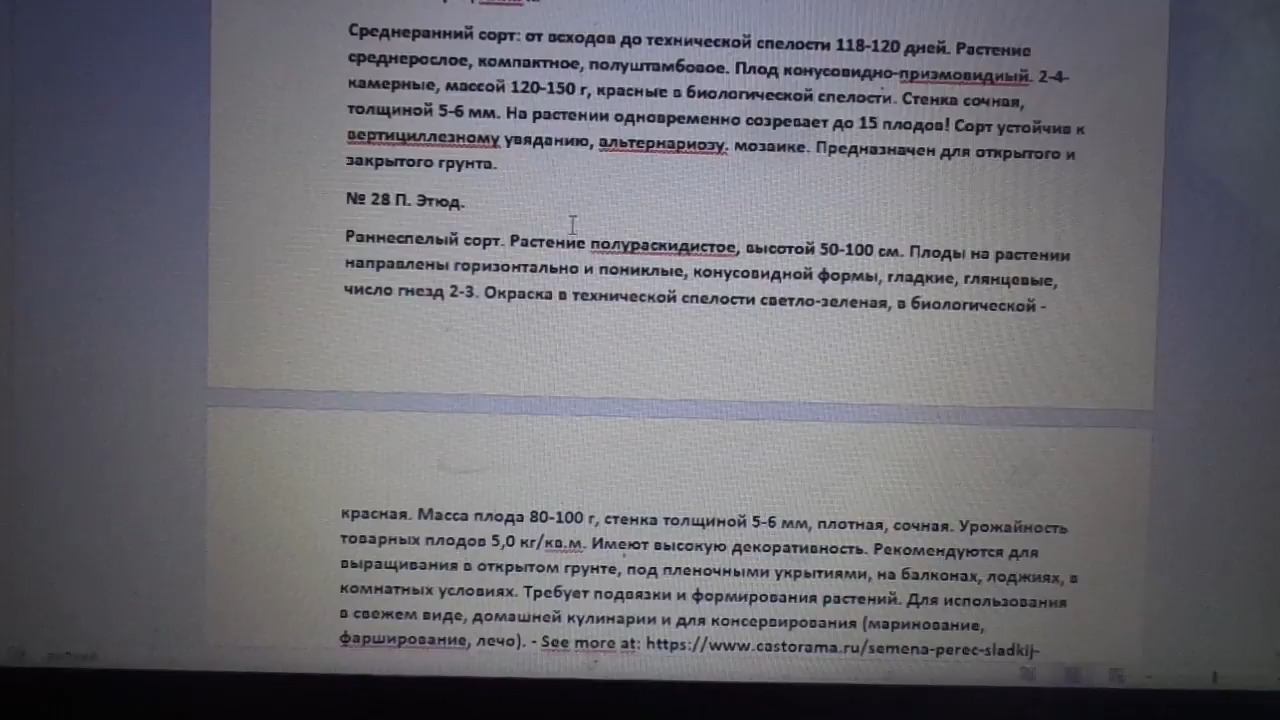 Среднеранний сорт: от всходов до технической спелости 118-120 дней. Растение
среднерослое, компактное, полуштамбовое. Плод конусовидно-призмовидный. 2-4-
камерные, массой 120-150 г, красные в биологической спелости. Стенка сочная,
толщиной 5-6 мм. На растении одновременно созревает до 15 плодов! Сорт устойчив к
вертициллезному увяданию, альтернариозу. мозаике. Предназначен для открытого и
закрытого грунта.
№ 28 П. Этюд.
Раннеспелый сорт. Растение полураскидистое, высотой 50-100 см. Плоды на растении
направлены горизонтально и пониклые, конусовидной формы, гладкие, глянцевые,
число гнезд 2-3. Окраска в технической спелости светло-зеленая, в биологической -
красная. Масса плода 80-100 г, стенка толщиной 5-6 мм, плотная, сочная. Урожайность
товарных плодов 5,0 кг/кв.м. Имеют высокую декоративность. Рекомендуются для
выращивания в открытом грунте, под пленочными укрытиями, на балконах, лоджиях, в
комнатных условиях. Требует подвязки и формирования растений. Для использования
в свежем виде, домашней кулинарии и для консервирования (маринование,
фарширование, лечо). - See more at: https://www.castorama.ru/semena-perec-sladkij-